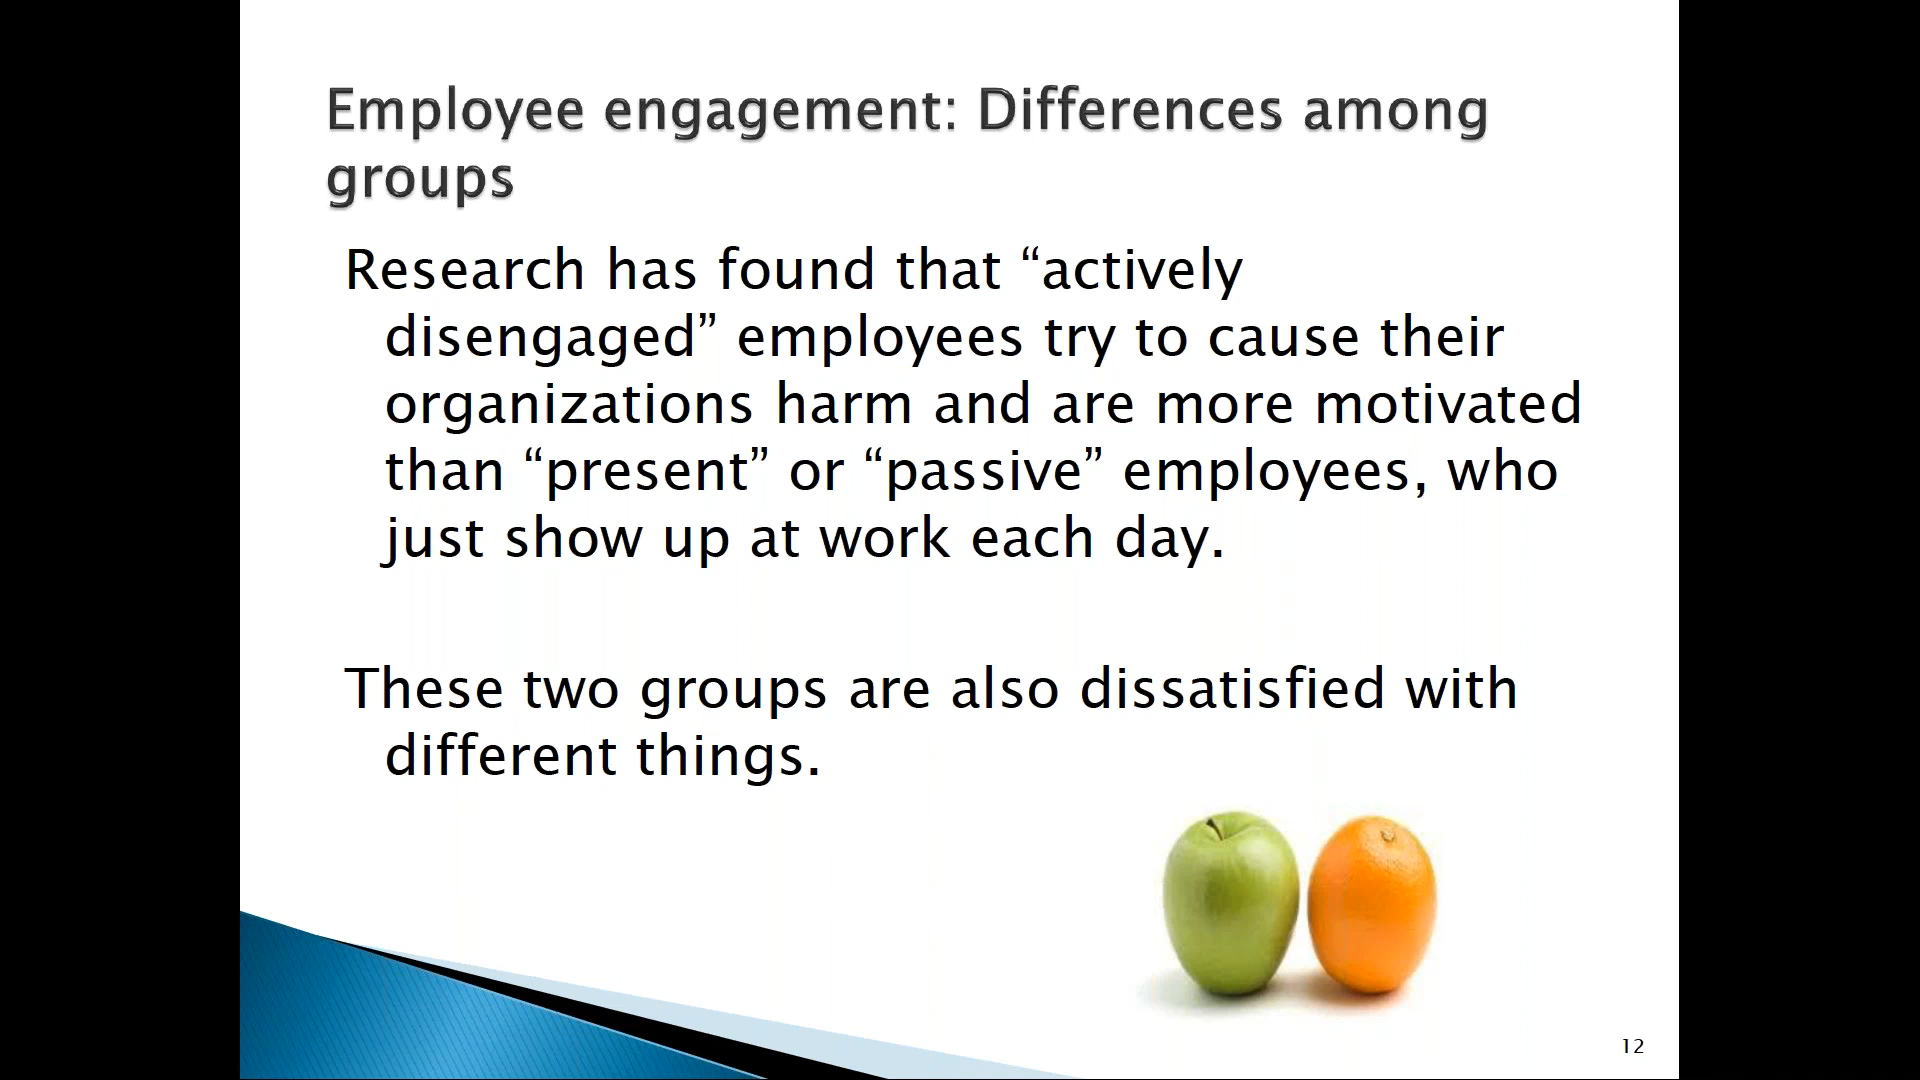 Employee engagement: Differences among
groups
Research has found that “actively
disengaged” employees try to cause their
organizations harm and are more motivated
than “present” or “passive” employees, who
just show up at work each day.
These two groups are also dissatisfied with
different things.
12